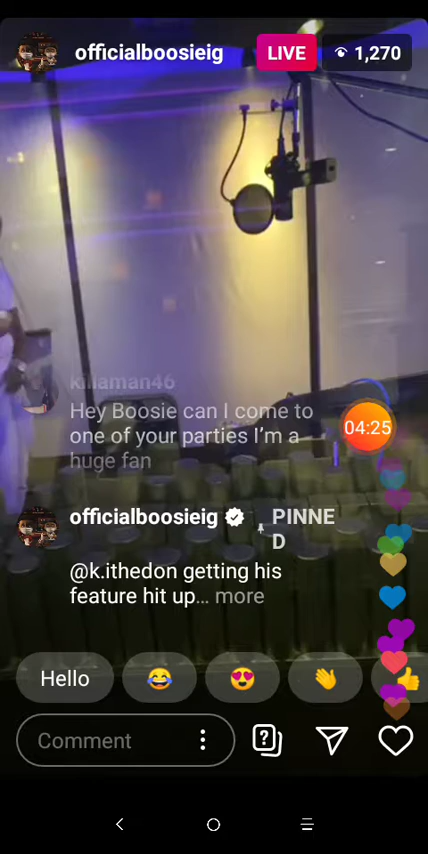 officialboosieig LIVE 1,270
killaman46
Hey Boosie can I come to
one of your parties I'm a
huge fan
04:25
officialboosieig PINNE
D
@k.ithedon getting his
feature hit up... more
Hello
Comment